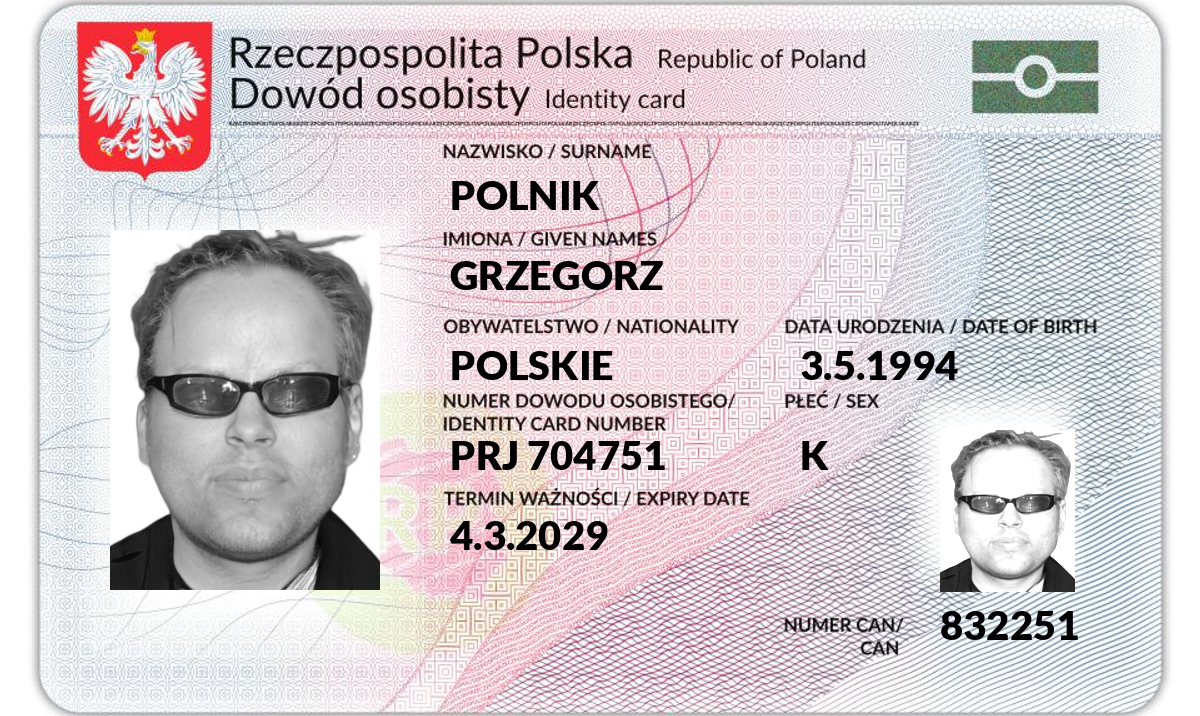 Rzeczpospolita Polska Republic of Poland
Dowód osobisty Identity card
NAZWISKO / SURNAME
POLNIK
IMIONA / GIVEN NAMES
GRZEGORZ
OBYWATELSTWO / NATIONALITY DATA URODZENIA / DATE OF BIRTH
POLSKIE 3.5.1994
NUMER DOWODU OSOBISTEGO/ PŁEĆ / SEX
IDENTITY CARD NUMBER
PRJ 704751 K
TERMIN WAŻNOŚCI / EXPIRY DATE
4.3.2029
NUMER CAN/ 832251
CAN